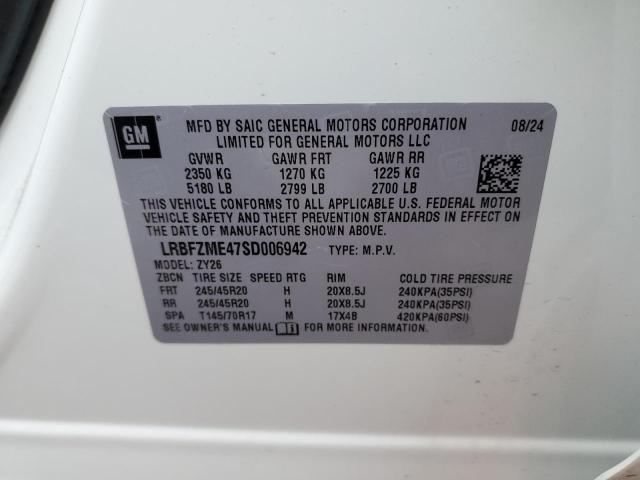 GM ®
MFD BY SAIC GENERAL MOTORS CORPORATION 08/24
LIMITED FOR GENERAL MOTORS LLC
GVWR GAWR FRT GAWR RR
2350 KG 1270 KG 1225 KG
5180 LB 2799 LB 2700 LB
THIS VEHICLE CONFORMS TO ALL APPLICABLE U.S. FEDERAL MOTOR
VEHICLE SAFETY AND THEFT PREVENTION STANDARDS IN EFFECT ON
THE DATE OF MANUFACTURE SHOWN ABOVE.
LRBFZME47SD006942 TYPE: M.P.V.
MODEL: ZY26
ZBCN TIRE SIZE SPEED RTG RIM COLD TIRE PRESSURE
FRT 245/45R20 H 20X8.5J 240KPA(35PSI)
RR 245/45R20 H 20X8.5J 240KPA(35PSI)
SPA T145/70R17 M 17X4B 420KPA(60PSI)
SEE OWNER'S MANUAL FOR MORE INFORMATION.